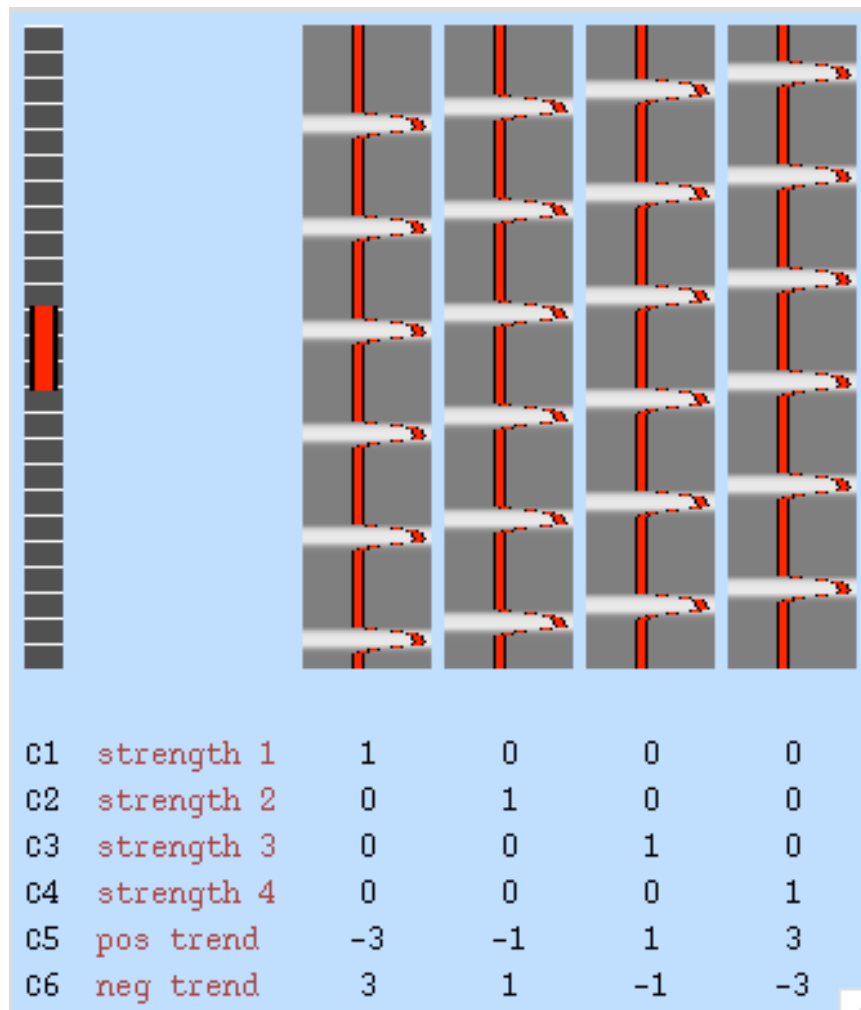 C1 strength 1 1 0 0 0
C2 strength 2 0 1 0 0
C3 strength 3 0 0 1 0
C4 strength 4 0 0 0 1
C5 pos trend -3 -1 1 3
C6 neg trend 3 1 -1 -3